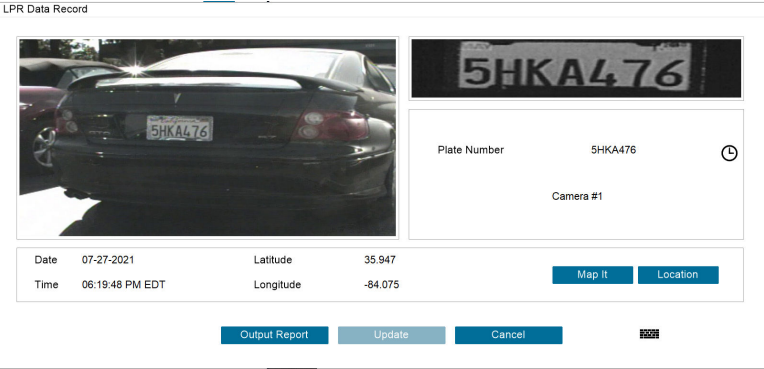 LPR Data Record
California
5HKA476
5HKA476
Plate Number 5HKA476
Camera #1
Date 07-27-2021 Latitude 35.947
Time 06:19:48 PM EDT Longitude -84.075
Map It Location
Output Report Update Cancel